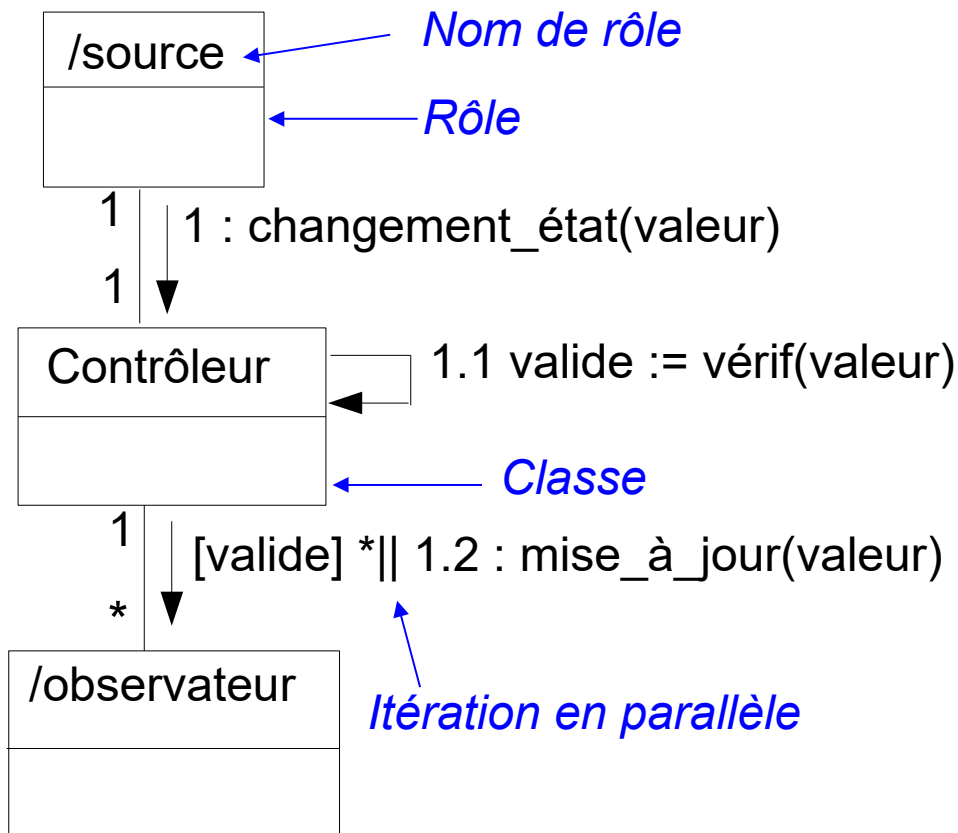 /source
Nom de rôle
Rôle
1
1 : changement_état(valeur)
1
Contrôleur
1.1 valide := vérif(valeur)
Classe
1
[valide] *|| 1.2 : mise_à_jour(valeur)
*
/observateur
Itération en parallèle